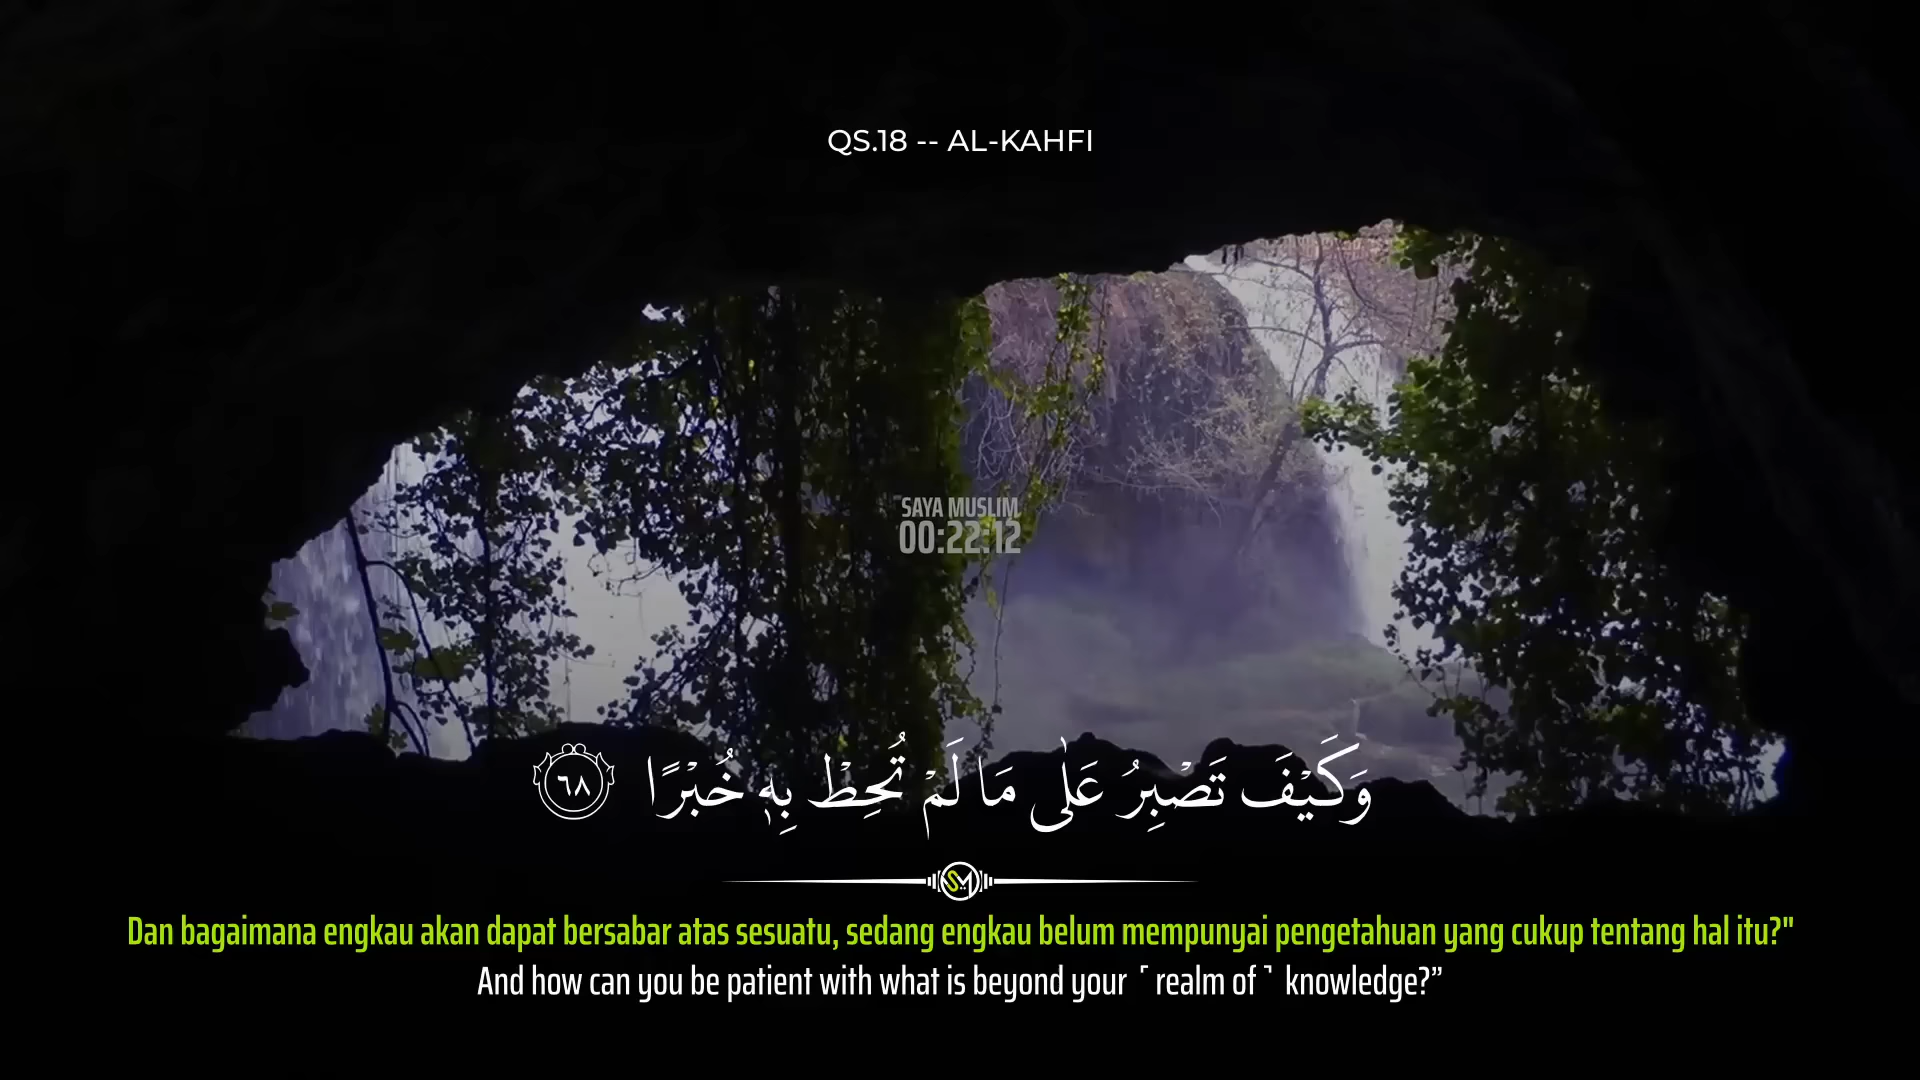 QS.18 -- AL-KAHFI
SAYA MUSLIM
00:22:12
وَكَيْفَ تَصْبِرُ عَلٰى مَا لَمْ تُحِطْ بِهٖ خُبْرًا ٦٨
SM
Dan bagaimana engkau akan dapat bersabar atas sesuatu, sedang engkau belum mempunyai pengetahuan yang cukup tentang hal itu?"
And how can you be patient with what is beyond your ˹realm of˺ knowledge?”